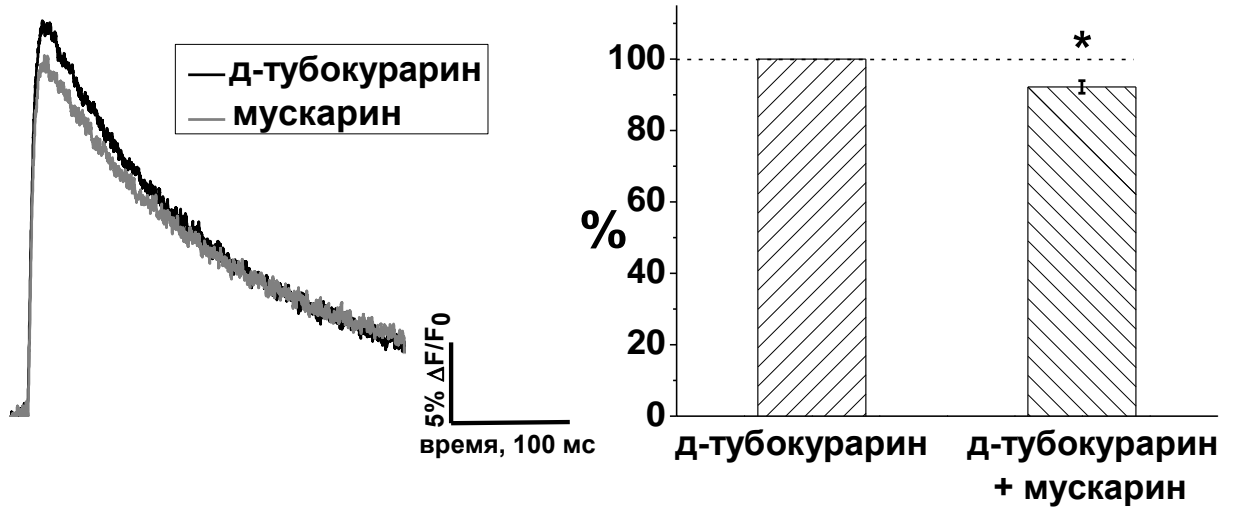 д-тубокурарин
мускарин
5% ΔF/F0
время, 100 мс
%
100
80
60
40
20
0
*
д-тубокурарин
д-тубокурарин
+ мускарин